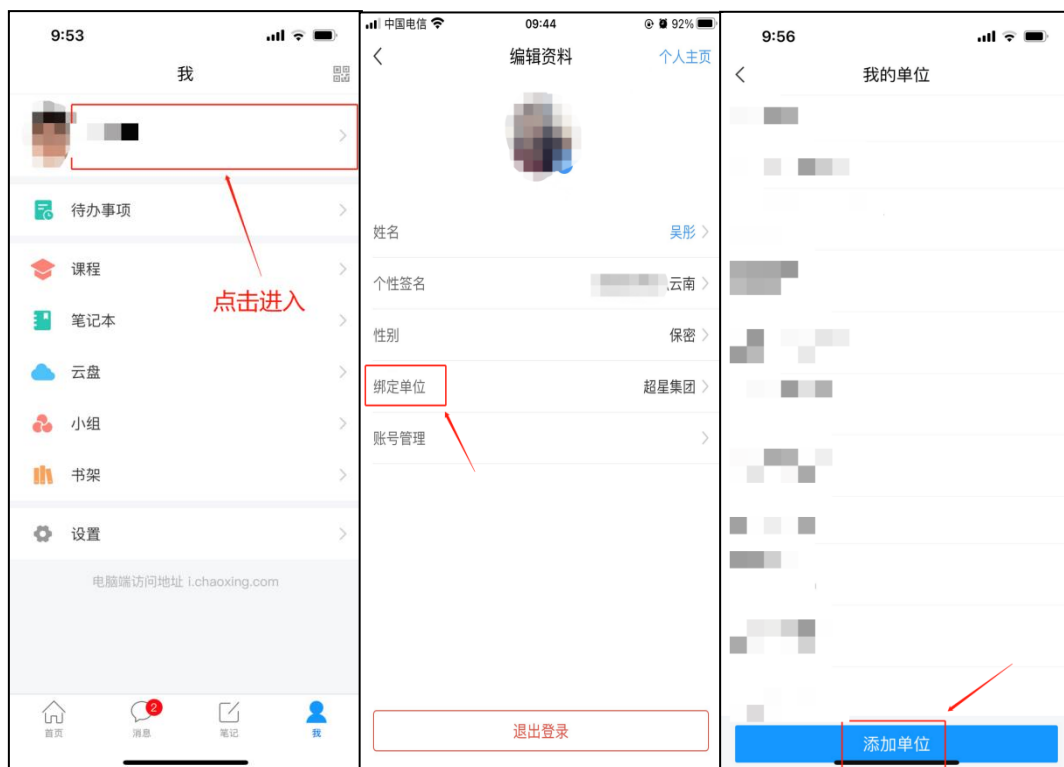 9:53
我
待办事项
课程
点击进入
笔记本
云盘
小组
书架
设置
电脑端访问地址 i.chaoxing.com
2
首页
消息
笔记
我
中国电信
09:44
92%
编辑资料
个人主页
姓名
吴彤
个性签名
云南
性别
保密
绑定单位
超星集团
账号管理
退出登录
9:56
我的单位
添加单位